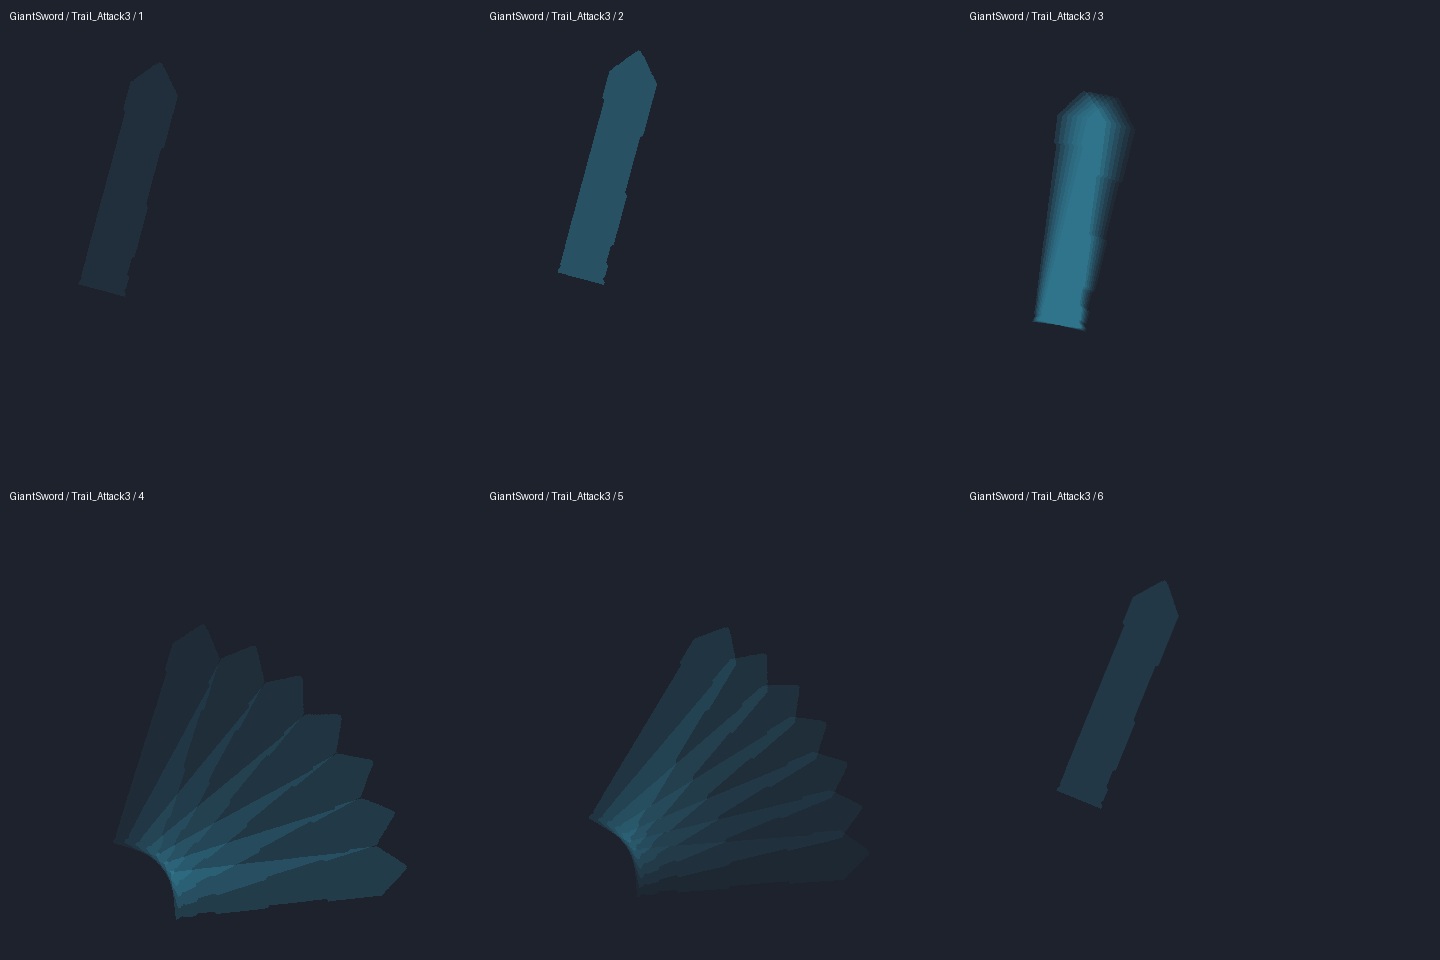 GiantSword / Trail_Attack3 / 1
GiantSword / Trail_Attack3 / 2
GiantSword / Trail_Attack3 / 3
GiantSword / Trail_Attack3 / 4
GiantSword / Trail_Attack3 / 5
GiantSword / Trail_Attack3 / 6